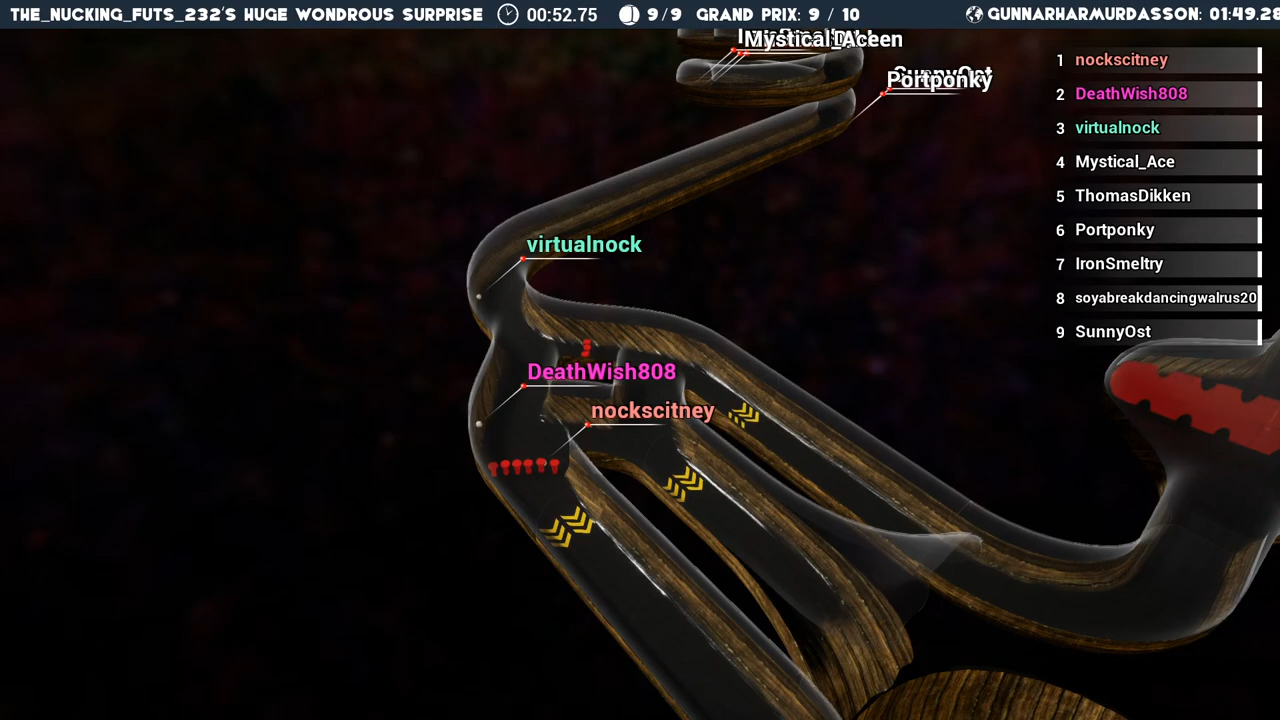 THE_NUCKING_FUTS_232'S HUGE WONDROUS SURPRISE 00:52.75 9/9 GRAND PRIX: 9 / 10 GUNNARHARMURDASSON: 01:49.28
Mystical_Ace
Portponky
virtualnock
DeathWish808
nockscitney
1 nockscitney
2 DeathWish808
3 virtualnock
4 Mystical_Ace
5 ThomasDikken
6 Portponky
7 IronSmeltry
8 soyabreakdancingwalrus20
9 SunnyOst